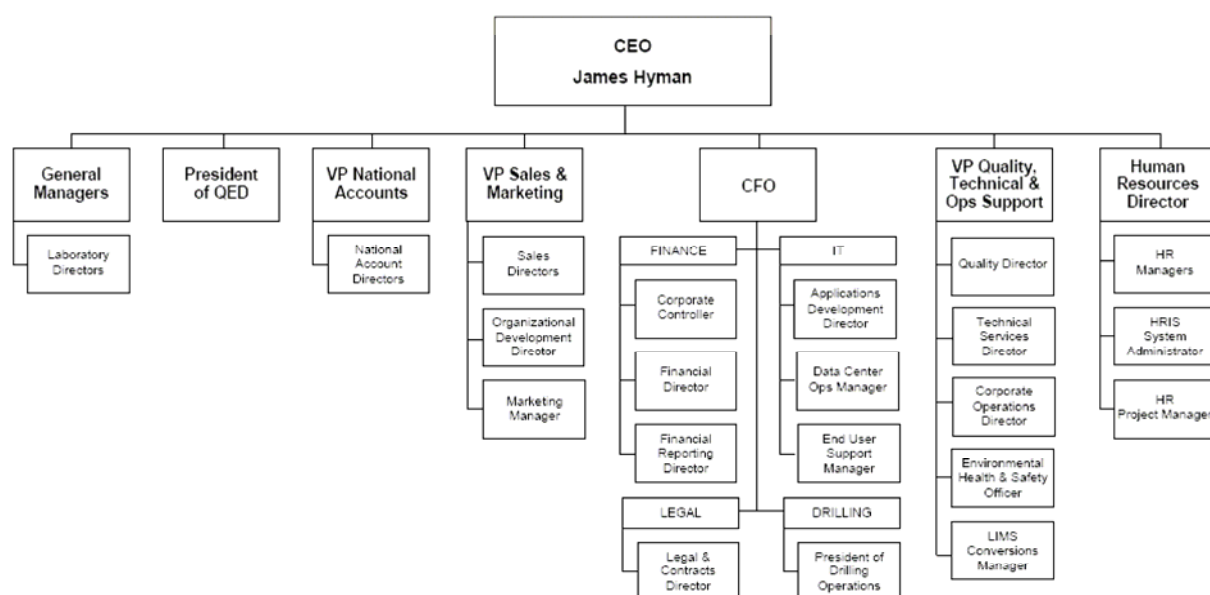 CEO
James Hyman
General
Managers
President
of QED
VP National
Accounts
VP Sales &
Marketing
CFO
VP Quality,
Technical &
Ops Support
Human
Resources
Director
Laboratory
Directors
National
Account
Directors
Sales
Directors
Organizational
Development
Director
Marketing
Manager
FINANCE
Corporate
Controller
Financial
Director
Financial
Reporting
Director
IT
Applications
Development
Director
Data Center
Ops Manager
End User
Support
Manager
LEGAL
Legal &
Contracts
Director
DRILLING
President of
Drilling
Operations
Quality Director
Technical
Services
Director
Corporate
Operations
Director
Environmental
Health & Safety
Officer
LIMS
Conversions
Manager
HR
Managers
HRIS
System
Administrator
HR
Project Manager